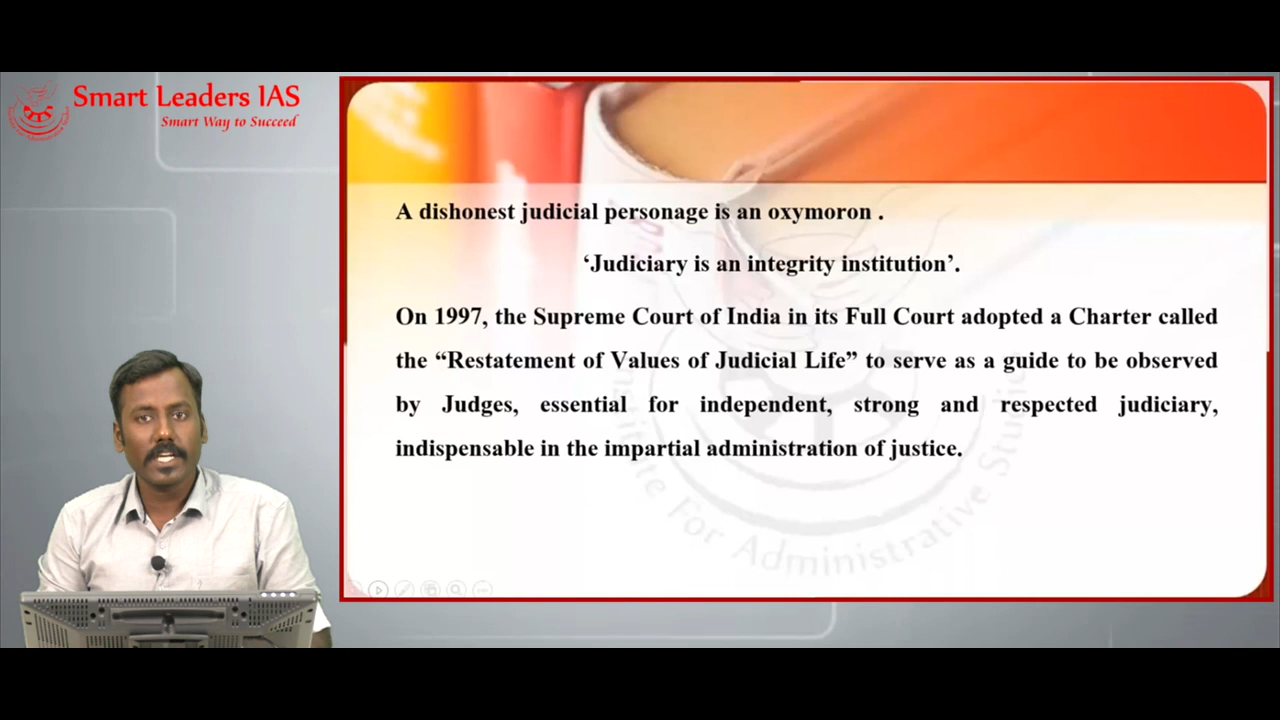 Smart Leaders IAS
Smart Way to Succeed
A dishonest judicial personage is an oxymoron .
‘Judiciary is an integrity institution’.
On 1997, the Supreme Court of India in its Full Court adopted a Charter called
the “Restatement of Values of Judicial Life” to serve as a guide to be observed
by Judges, essential for independent, strong and respected judiciary,
indispensable in the impartial administration of justice.
For Administrative